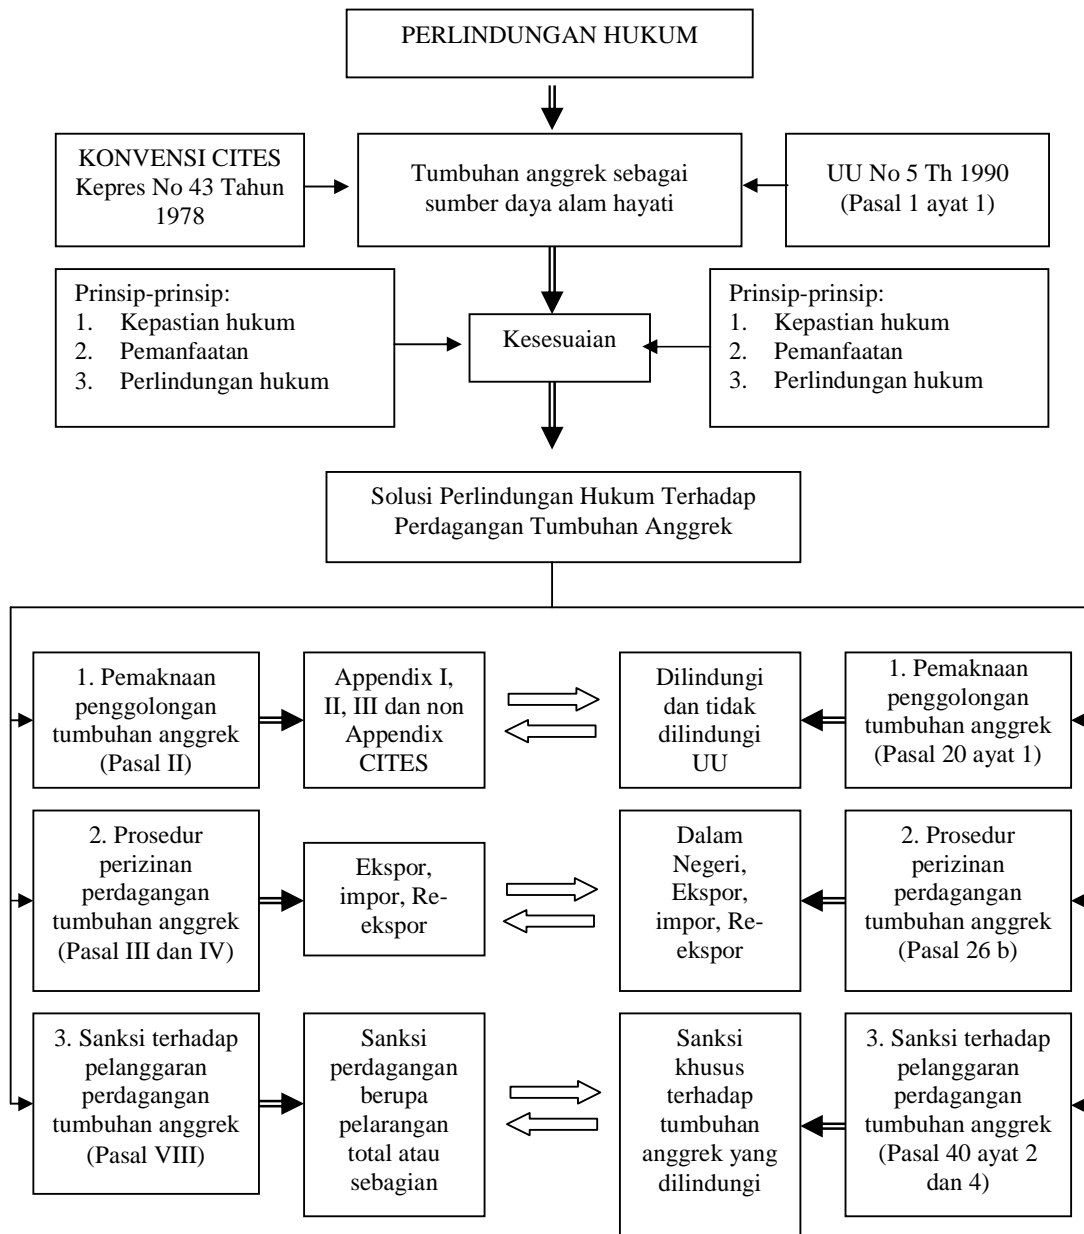 PERLINDUNGAN HUKUM
KONVENSI CITES
Kepres No 43 Tahun
1978
Tumbuhan anggrek sebagai
sumber daya alam hayati
UU No 5 Th 1990
(Pasal 1 ayat 1)
Prinsip-prinsip:
1. Kepastian hukum
2. Pemanfaatan
3. Perlindungan hukum
Kesesuaian
Prinsip-prinsip:
1. Kepastian hukum
2. Pemanfaatan
3. Perlindungan hukum
Solusi Perlindungan Hukum Terhadap
Perdagangan Tumbuhan Anggrek
1. Pemaknaan
penggolongan
tumbuhan anggrek
(Pasal II)
Appendix I,
II, III dan non
Appendix
CITES
Dilindungi
dan tidak
dilindungi
UU
1. Pemaknaan
penggolongan
tumbuhan anggrek
(Pasal 20 ayat 1)
2. Prosedur
perizinan
perdagangan
tumbuhan anggrek
(Pasal III dan IV)
Ekspor,
impor, Re-
ekspor
Dalam
Negeri,
Ekspor,
impor, Re-
ekspor
2. Prosedur
perizinan
perdagangan
tumbuhan anggrek
(Pasal 26 b)
3. Sanksi terhadap
pelanggaran
perdagangan
tumbuhan anggrek
(Pasal VIII)
Sanksi
perdagangan
berupa
pelarangan
total atau
sebagian
Sanksi
khusus
terhadap
tumbuhan
anggrek yang
dilindungi
3. Sanksi terhadap
pelanggaran
perdagangan
tumbuhan anggrek
(Pasal 40 ayat 2
dan 4)